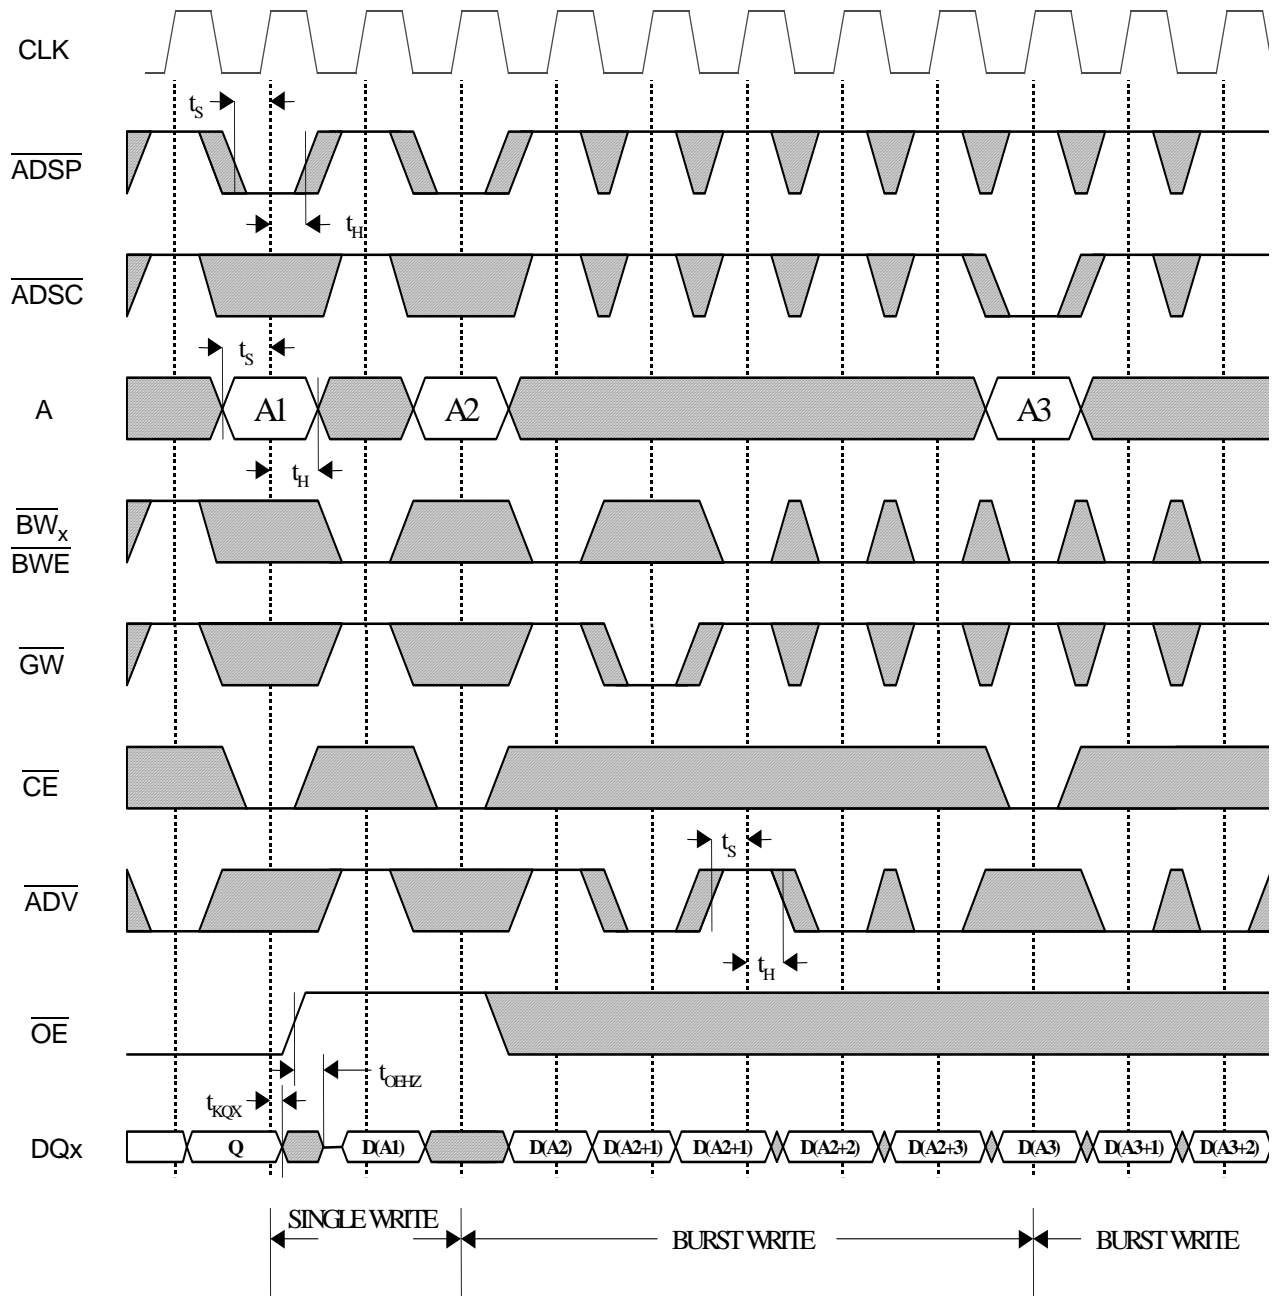 CLK
tS
ADSP
tH
ADSC
tS
A
A1
A2
A3
tH
BWx
BWE
GW
CE
tS
ADV
tH
OE
tOEHZ
tKQX
DQx
Q
D(A1)
D(A2)
D(A2+1)
D(A2+1)
D(A2+2)
D(A2+3)
D(A3)
D(A3+1)
D(A3+2)
SINGLE WRITE
BURST WRITE
BURST WRITE